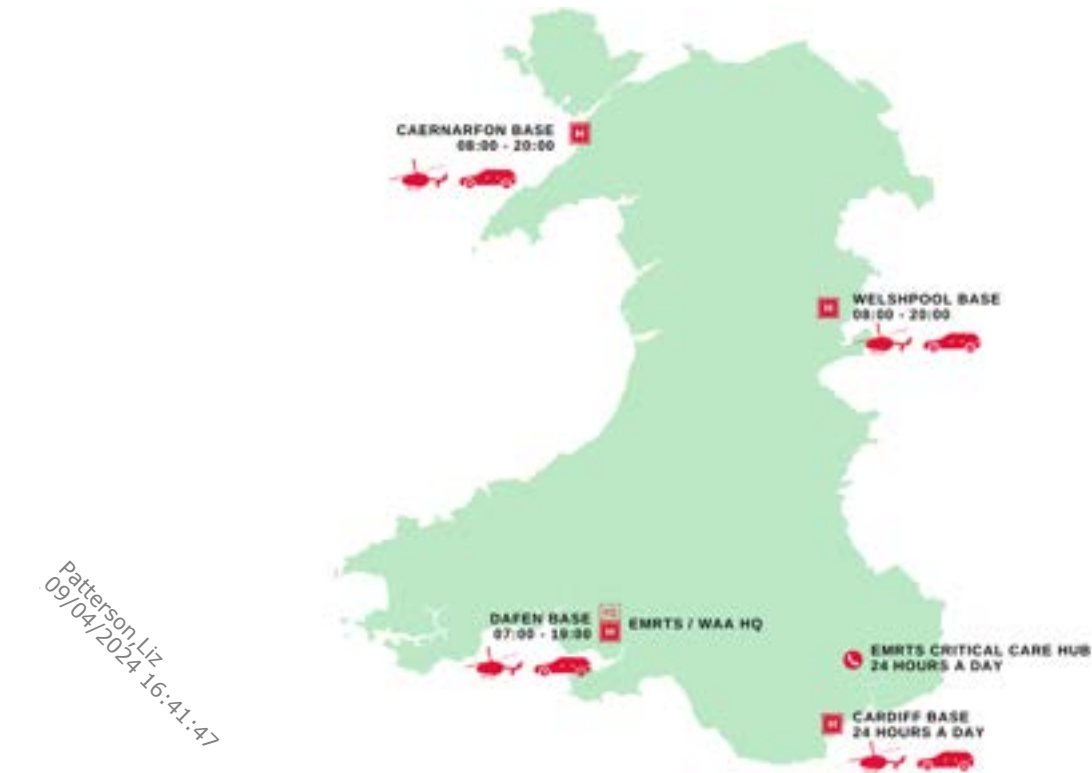 CAERNARFON BASE
08:00 - 20:00
H
WELSHPOOL BASE
08:00 - 20:00
H
DAFEN BASE
07:00 - 19:00
HQ
H
EMRTS / WAA HQ
EMRTS CRITICAL CARE HUB
24 HOURS A DAY
H
CARDIFF BASE
24 HOURS A DAY
Patterson,Liz
09/04/2024 16:41:47